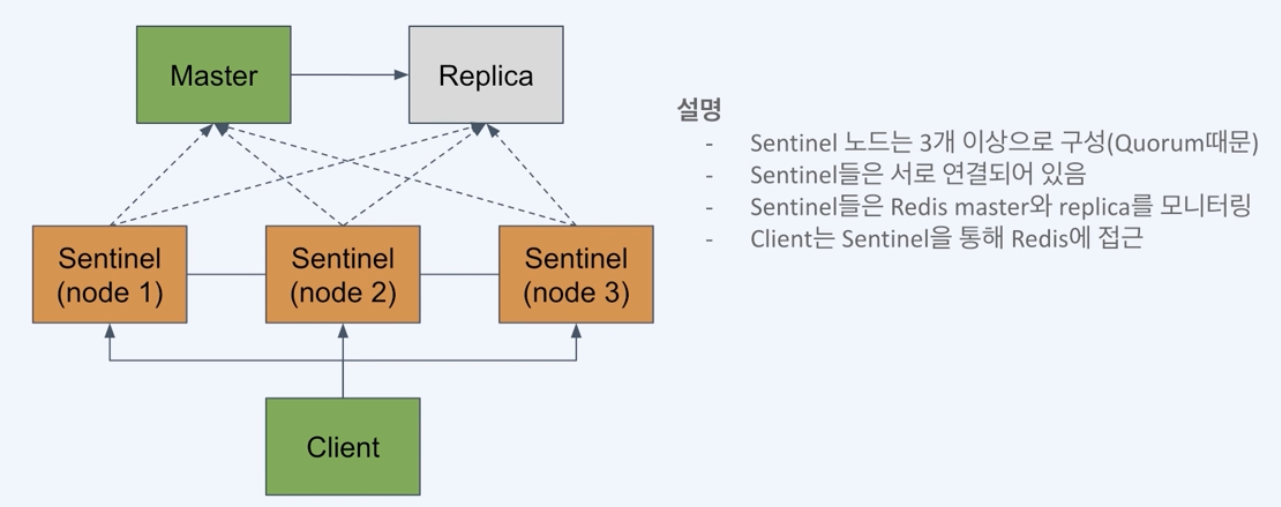 Master
Replica
Sentinel
(node 1)
Sentinel
(node 2)
Sentinel
(node 3)
Client
설명
- Sentinel 노드는 3개 이상으로 구성(Quorum때문)
- Sentinel들은 서로 연결되어 있음
- Sentinel들은 Redis master와 replica를 모니터링
- Client는 Sentinel을 통해 Redis에 접근